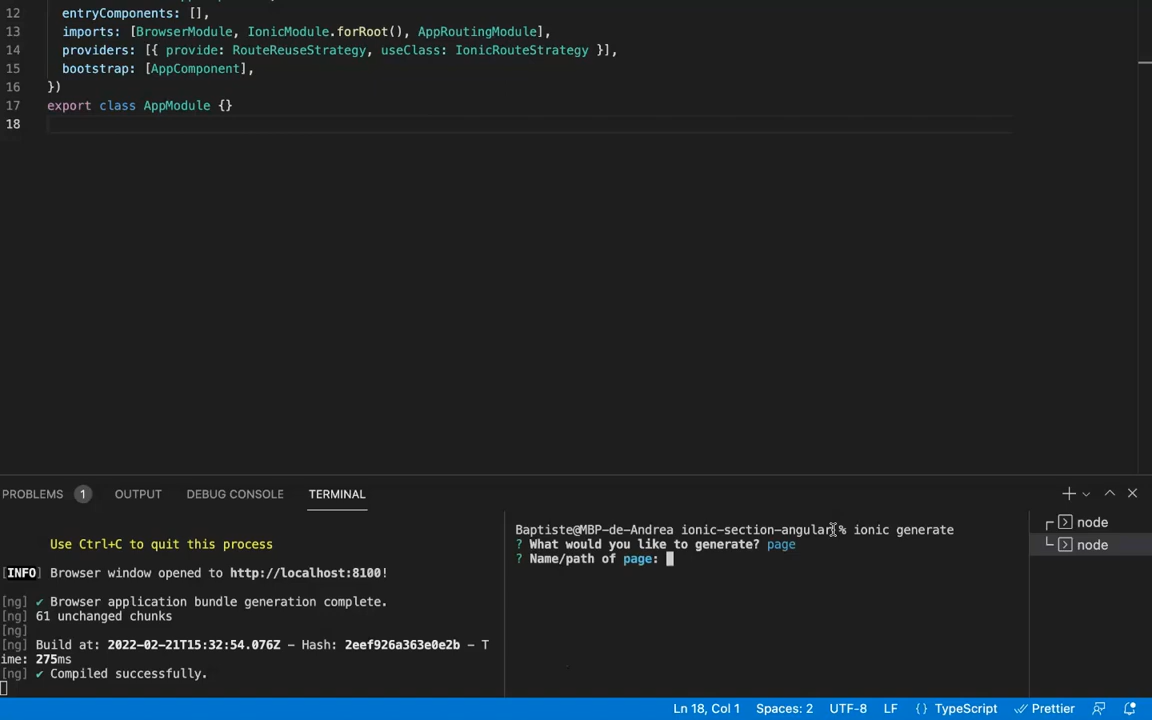 12 entryComponents: [],
13 imports: [BrowserModule, IonicModule.forRoot(), AppRoutingModule],
14 providers: [{ provide: RouteReuseStrategy, useClass: IonicRouteStrategy }],
15 bootstrap: [AppComponent],
16 })
17 export class AppModule {}
18
PROBLEMS 1 OUTPUT DEBUG CONSOLE TERMINAL
Use Ctrl+C to quit this process
[INFO] Browser window opened to http://localhost:8100!
[ng] ✔ Browser application bundle generation complete.
[ng] 61 unchanged chunks
[ng]
[ng] Build at: 2022-02-21T15:32:54.076Z - Hash: 2eef926a363e0e2b - T
ime: 275ms
[ng] ✔ Compiled successfully.
Baptiste@MBP-de-Andrea ionic-section-angular % ionic generate
? What would you like to generate? page
? Name/path of page:
node
node
Ln 18, Col 1 Spaces: 2 UTF-8 LF {} TypeScript Prettier